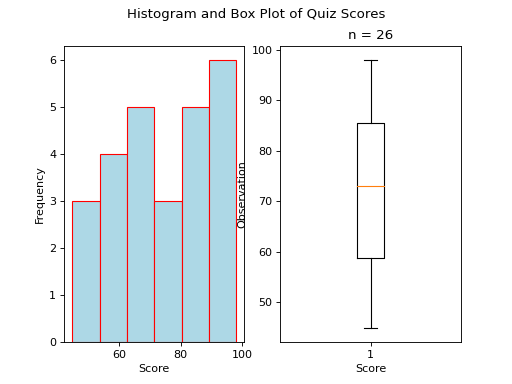 Histogram and Box Plot of Quiz Scores
n = 26
Frequency
6
5
4
3
2
1
0
60 80 100
Score
Observation
100
90
80
70
60
50
1
Score